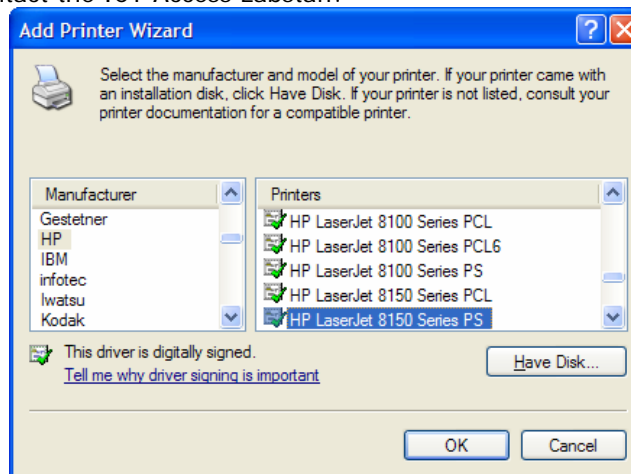 Add Printer Wizard
Select the manufacturer and model of your printer. If your printer came with
an installation disk, click Have Disk. If your printer is not listed, consult your
printer documentation for a compatible printer.
Manufacturer
Gestetner
HP
IBM
infotec
Iwatsu
Kodak
Printers
HP LaserJet 8100 Series PCL
HP LaserJet 8100 Series PCL6
HP LaserJet 8100 Series PS
HP LaserJet 8150 Series PCL
HP LaserJet 8150 Series PS
This driver is digitally signed.
Tell me why driver signing is important
Have Disk...
OK
Cancel